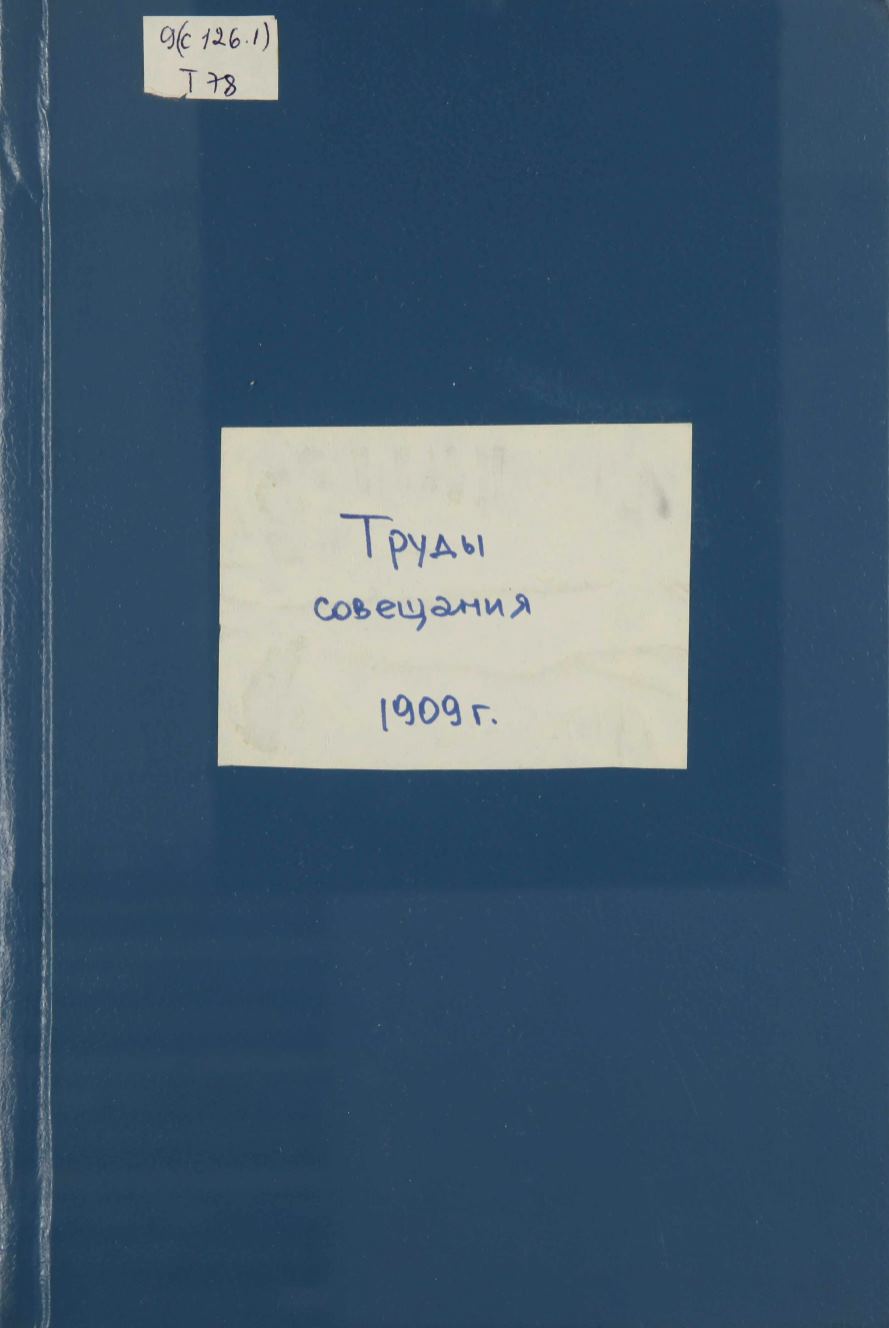 9(с 126.1)
Т 78
Труды
совещания
1909 г.